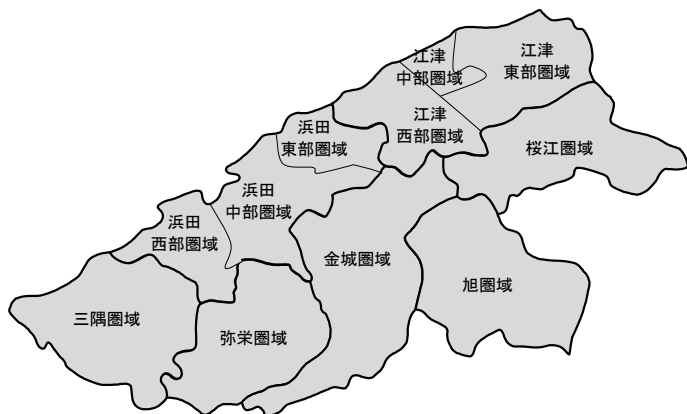 江津
中部圏域
江津
東部圏域
江津
西部圏域
浜田
東部圏域
桜江圏域
浜田
中部圏域
浜田
西部圏域
金城圏域
旭圏域
三隅圏域
弥栄圏域